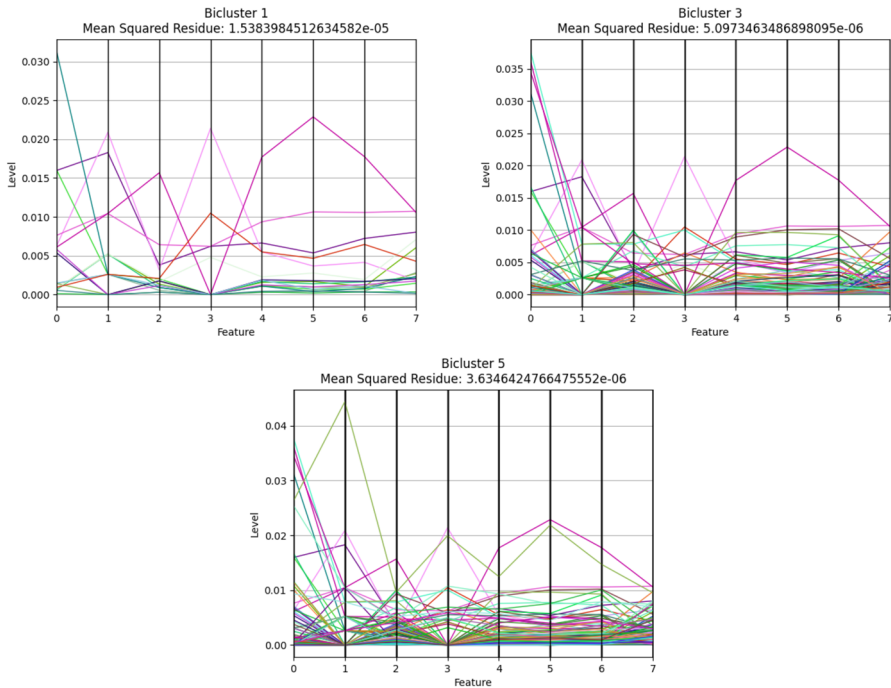 Bicluster 1
Mean Squared Residue: 1.5383984512634582e-05
Level
0.030
0.025
0.020
0.015
0.010
0.005
0.000
0 1 2 3 4 5 6 7
Feature
Bicluster 3
Mean Squared Residue: 5.0973463486898095e-06
Level
0.035
0.030
0.025
0.020
0.015
0.010
0.005
0.000
0 1 2 3 4 5 6 7
Feature
Bicluster 5
Mean Squared Residue: 3.6346424766475552e-06
Level
0.04
0.03
0.02
0.01
0.00
0 1 2 3 4 5 6 7
Feature